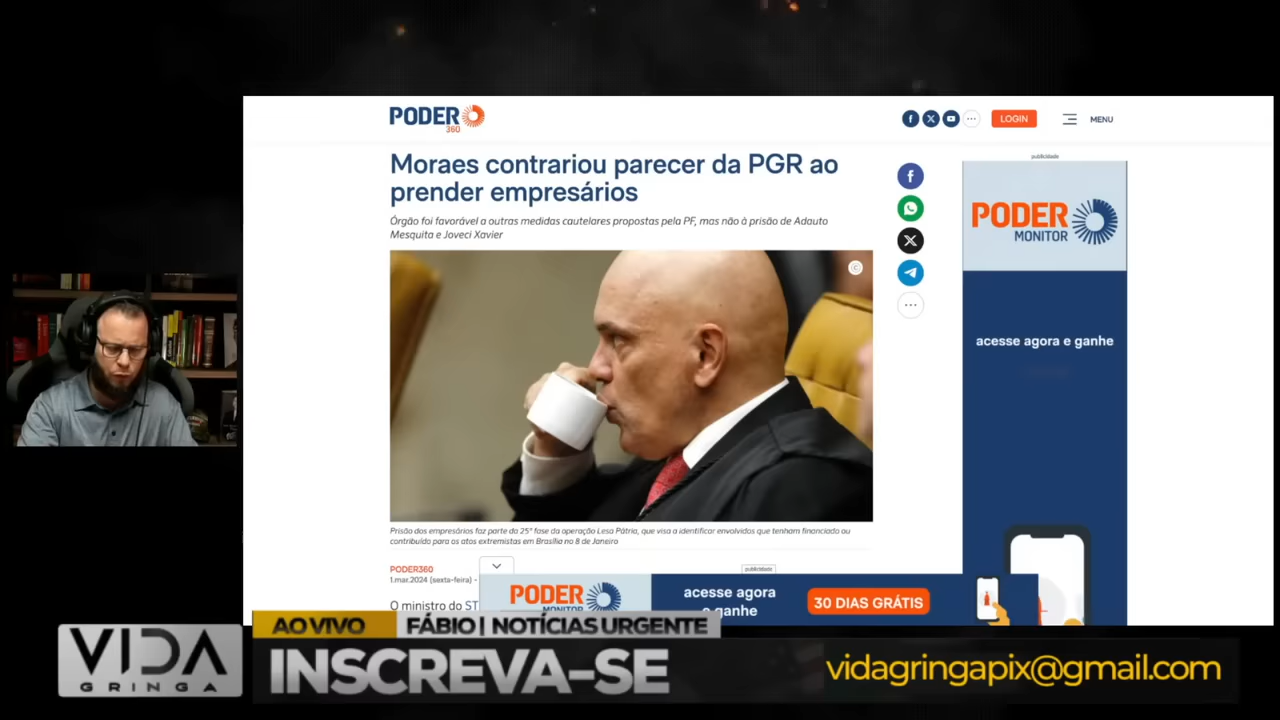 PODER
360
LOGIN
MENU
Moraes contrariou parecer da PGR ao
prender empresários
Órgão foi favorável a outras medidas cautelares propostas pela PF, mas não à prisão de Adauto
Mesquita e Joveci Xavier
Prisão dos empresários faz parte da 25ª fase da operação Lesa Pátria, que visa a identificar envolvidos que tenham financiado ou
contribuído para os atos extremistas em Brasília no 8 de Janeiro
PODER360
1.mar.2024 (sexta-feira) -
O ministro do ST
publicidade
PODER
MONITOR
acesse agora e ganhe
publicidade
PODER
MONITOR
acesse agora
e ganhe
30 DIAS GRÁTIS
AO VIVO
FÁBIO | NOTÍCIAS URGENTE
VIDA
GRINGA
INSCREVA-SE
vidagringapix@gmail.com